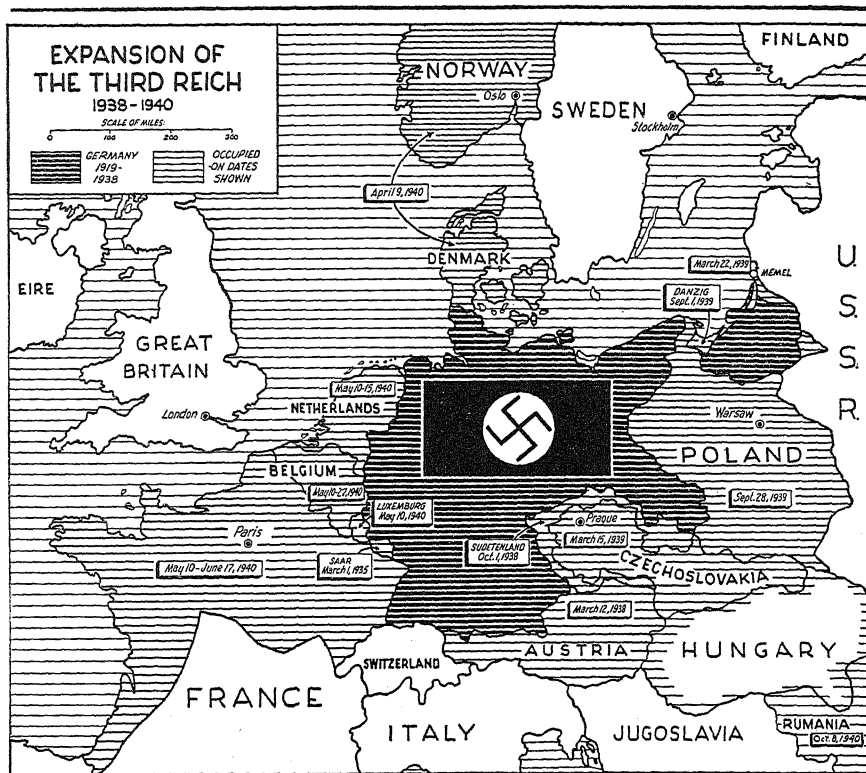 EXPANSION OF
THE THIRD REICH
1938-1940
SCALE OF MILES:
0 100 200 300
GERMANY
1919-
1938
OCCUPIED
ON DATES
SHOWN
NORWAY
Oslo
SWEDEN
Stockholm
FINLAND
April 9, 1940
DENMARK
March 22, 1939
MEMEL
DANZIG
Sept. 1, 1939
U.
S.
S.
R.
EIRE
GREAT
BRITAIN
London
May 10-15, 1940
NETHERLANDS
BELGIUM
May 10-27, 1940
LUXEMBURG
May 10, 1940
Warsaw
POLAND
Sept. 28, 1939
Paris
May 10-June 17, 1940
SAAR
March 1, 1935
SUDETENLAND
Oct. 1, 1938
Prague
March 15, 1939
CZECHOSLOVAKIA
March 12, 1938
AUSTRIA
HUNGARY
SWITZERLAND
FRANCE
ITALY
JUGOSLAVIA
RUMANIA
Oct. 8, 1940